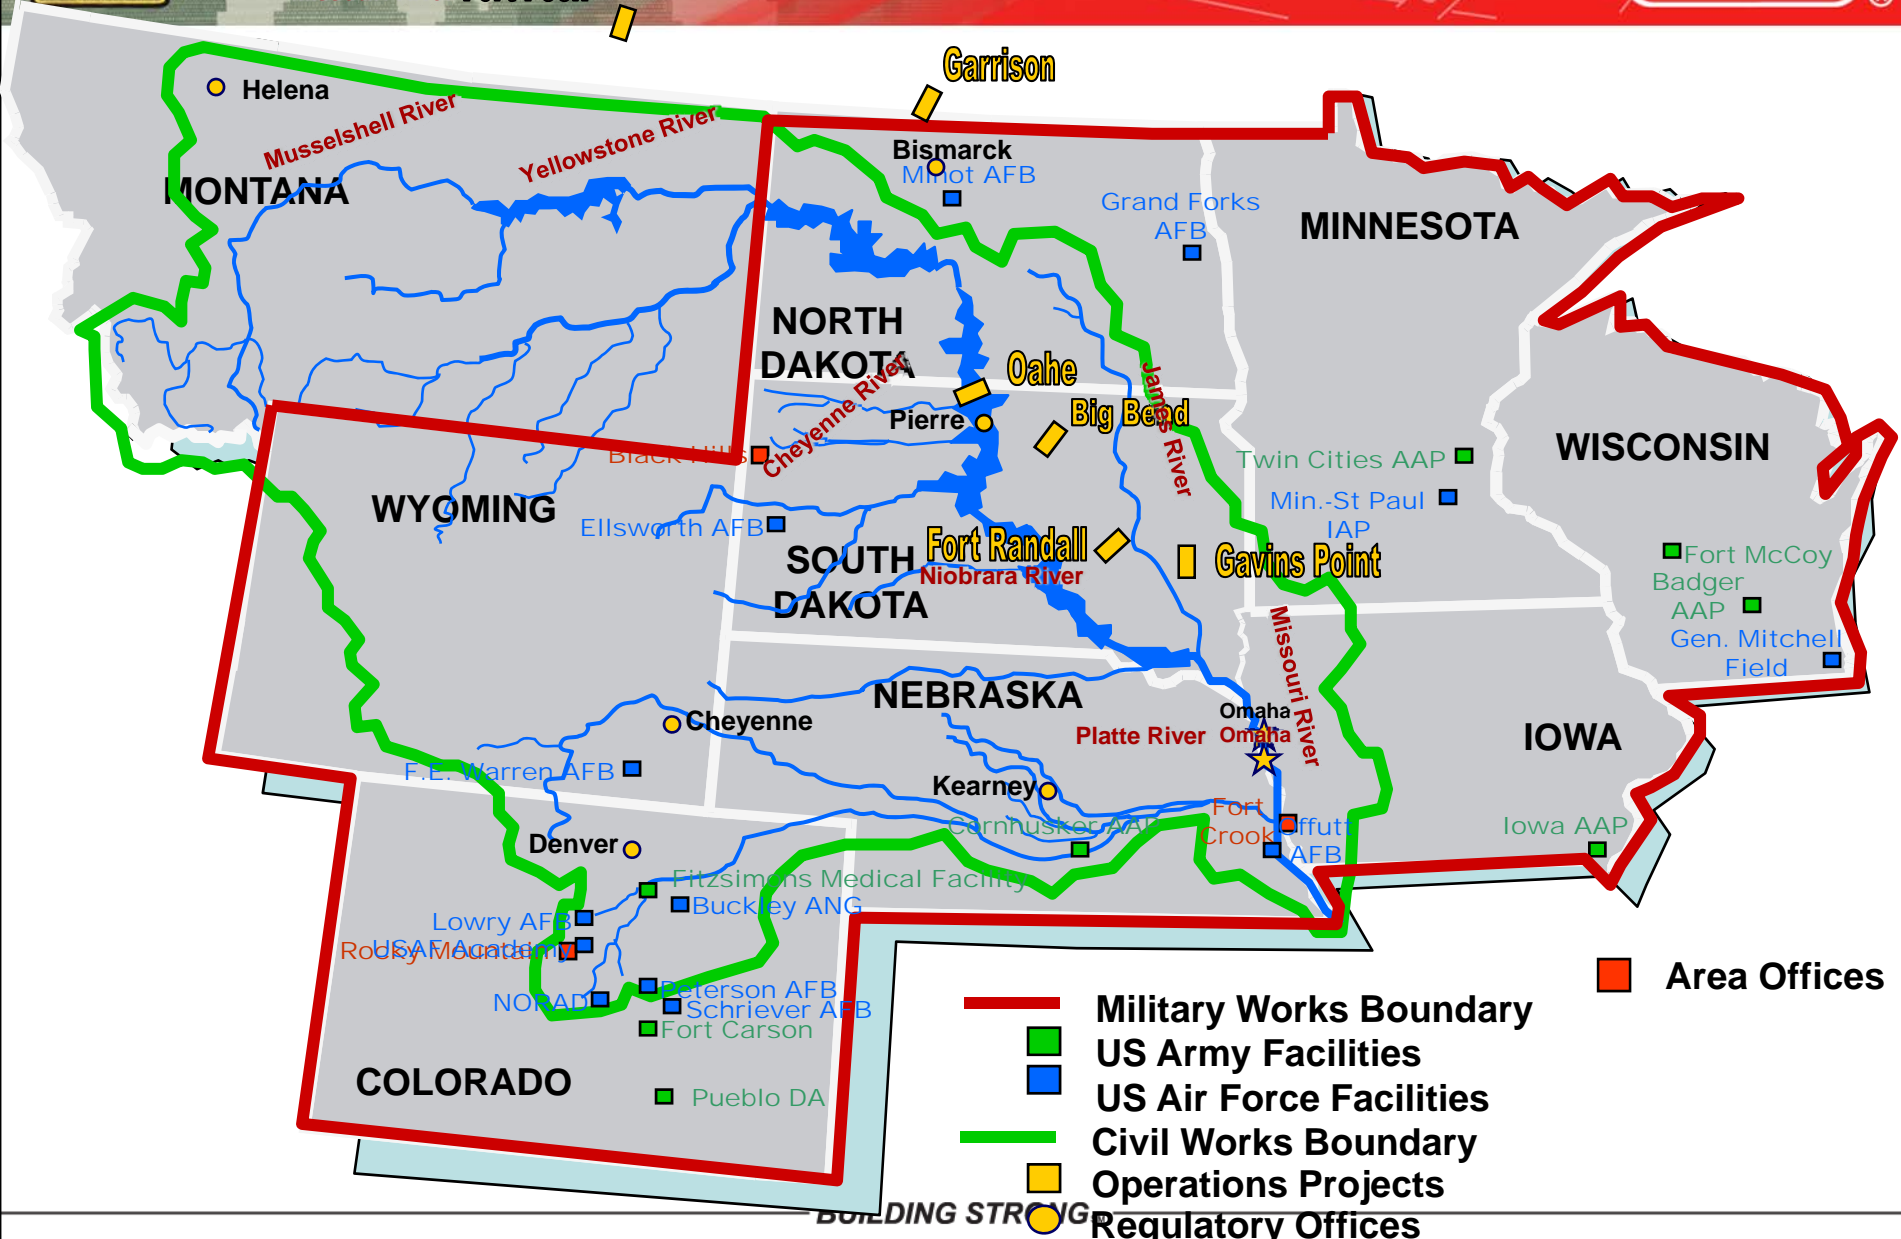 Garrison
Helena
Musselshell River
Yellowstone River
Bismarck
Minot AFB
MONTANA
Grand Forks
AFB
MINNESOTA
NORTH
DAKOTA
Oahe
Cheyenne River
James River
Big Bend
Pierre
Black Hills
WISCONSIN
Twin Cities AAP
Min.-St Paul
IAP
WYOMING
Ellsworth AFB
SOUTH
DAKOTA
Fort Randall
Niobrara River
Gavins Point
Fort McCoy
Badger
AAP
Gen. Mitchell
Field
Missouri River
NEBRASKA
Cheyenne
Omaha
Platte River
Omaha
IOWA
F.E. Warren AFB
Kearney
Fort
Crook
Offutt
AFB
Cornhusker AAP
Iowa AAP
Denver
Fitzsimons Medical Facility
Lowry AFB
Buckley ANG
Rocky Mountain
USAF Academy
Peterson AFB
NORAD
Schriever AFB
Fort Carson
COLORADO
Pueblo DA
Area Offices
Military Works Boundary
US Army Facilities
US Air Force Facilities
Civil Works Boundary
Operations Projects
Regulatory Offices
BUILDING STRONG